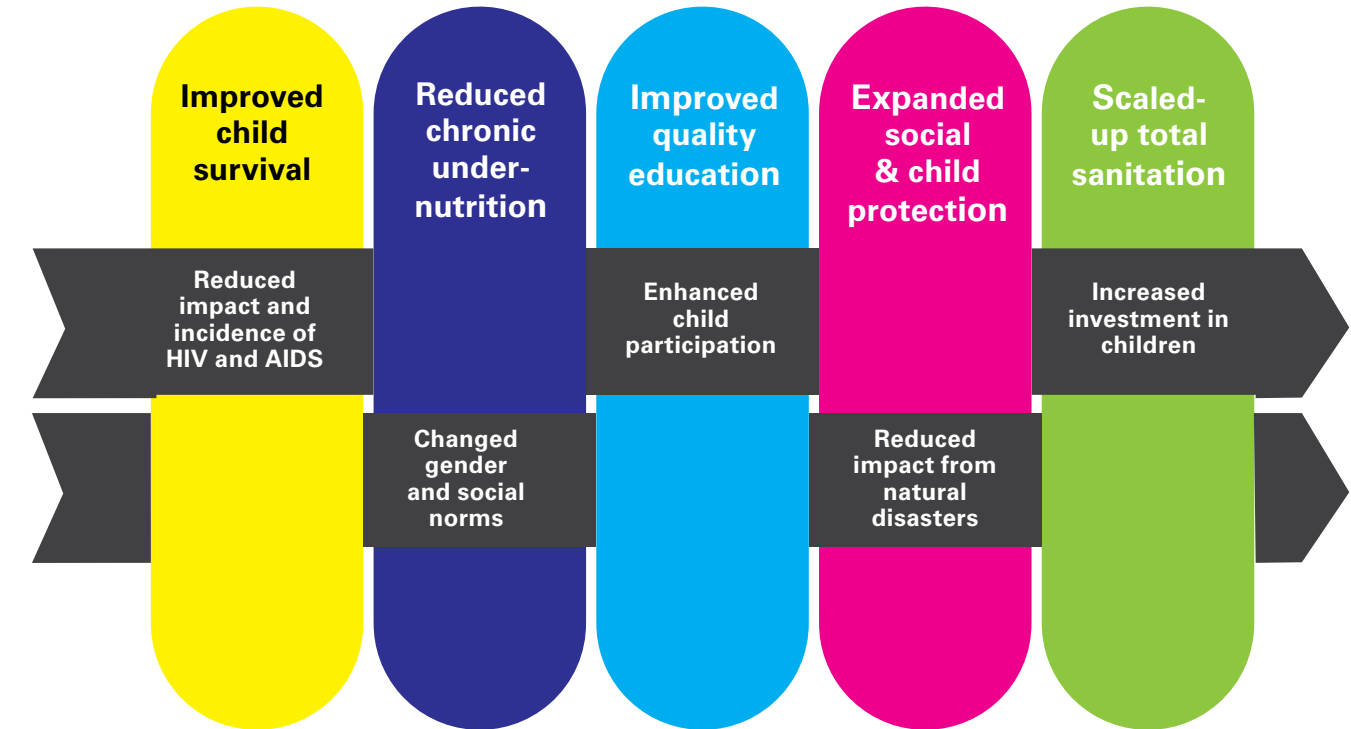 Improved
child
survival
Reduced
chronic
under-
nutrition
Improved
quality
education
Expanded
social
& child
protection
Scaled-
up total
sanitation
Reduced
impact and
incidence of
HIV and AIDS
Enhanced
child
participation
Increased
investment in
children
Changed
gender
and social
norms
Reduced
impact from
natural
disasters